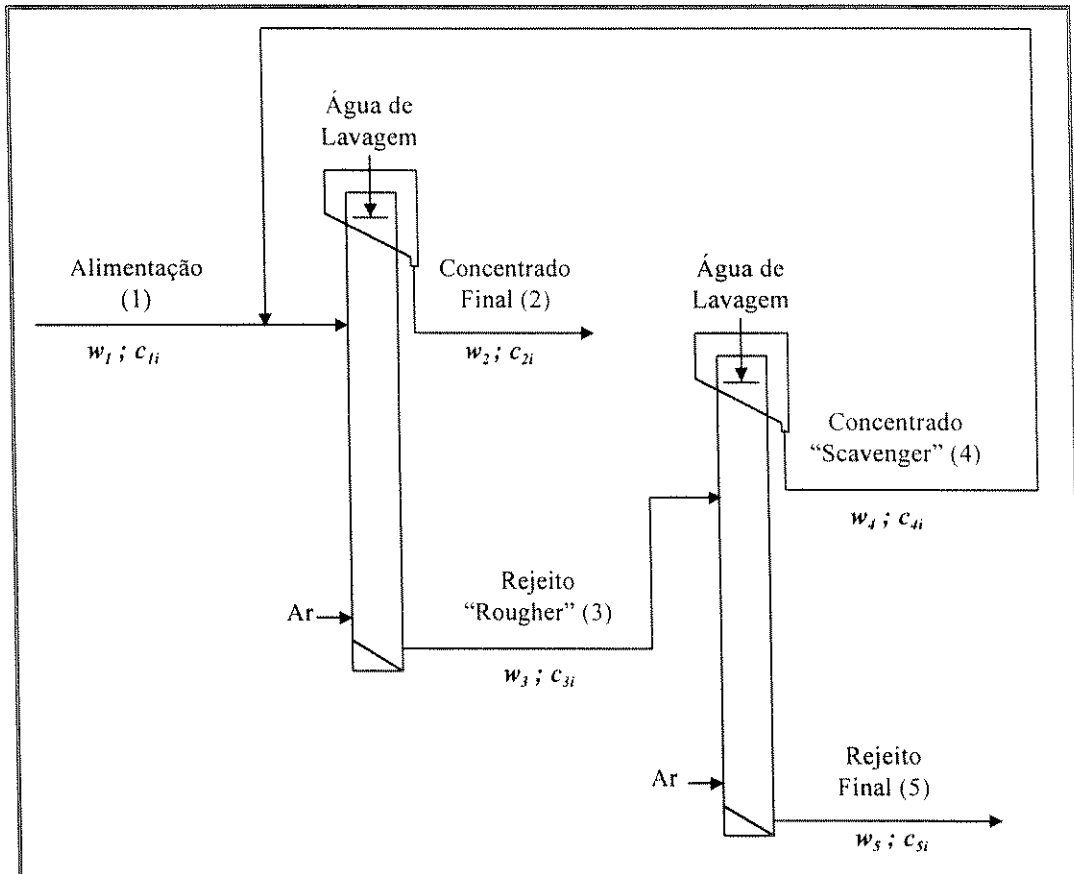 Água de
Lavagem
Alimentação
(1)
w₁ ; c₁ᵢ
Concentrado
Final (2)
w₂ ; c₂ᵢ
Água de
Lavagem
Concentrado
“Scavenger” (4)
w₄ ; c₄ᵢ
Ar
Rejeito
“Rougher” (3)
w₃ ; c₃ᵢ
Ar
Rejeito
Final (5)
w₅ ; c₅ᵢ